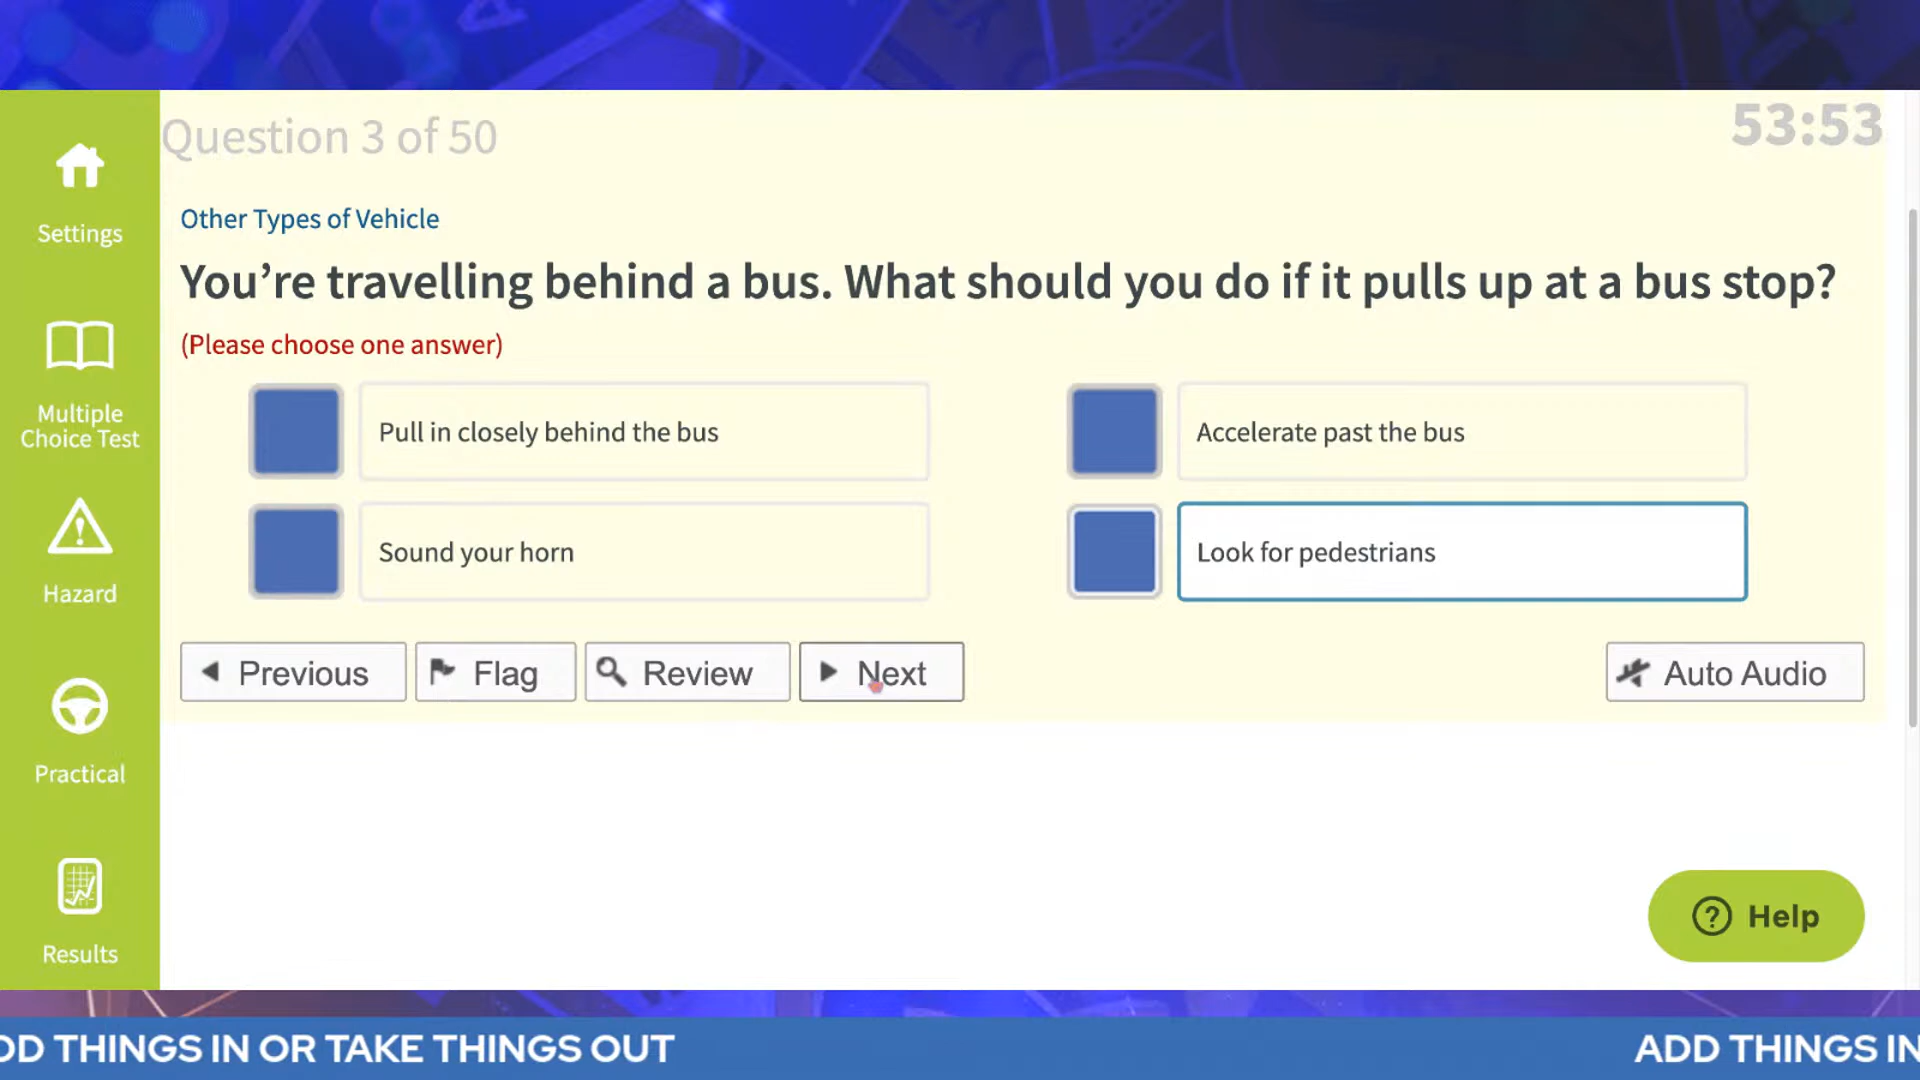 Question 3 of 50
53:53
Settings
Multiple
Choice Test
Hazard
Practical
Results
Other Types of Vehicle
You’re travelling behind a bus. What should you do if it pulls up at a bus stop?
(Please choose one answer)
Pull in closely behind the bus
Accelerate past the bus
Sound your horn
Look for pedestrians
Previous
Flag
Review
Next
Auto Audio
Help
DD THINGS IN OR TAKE THINGS OUT
ADD THINGS IN